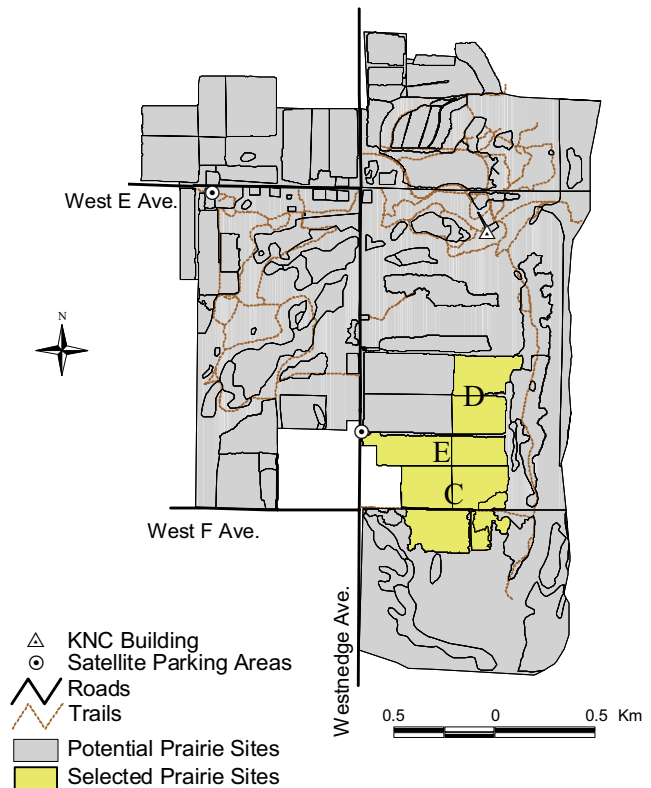 West E Ave.
N
D
E
C
West F Ave.
Westnedge Ave.
KNC Building
Satellite Parking Areas
Roads
Trails
Potential Prairie Sites
Selected Prairie Sites
0.5 0 0.5 Km